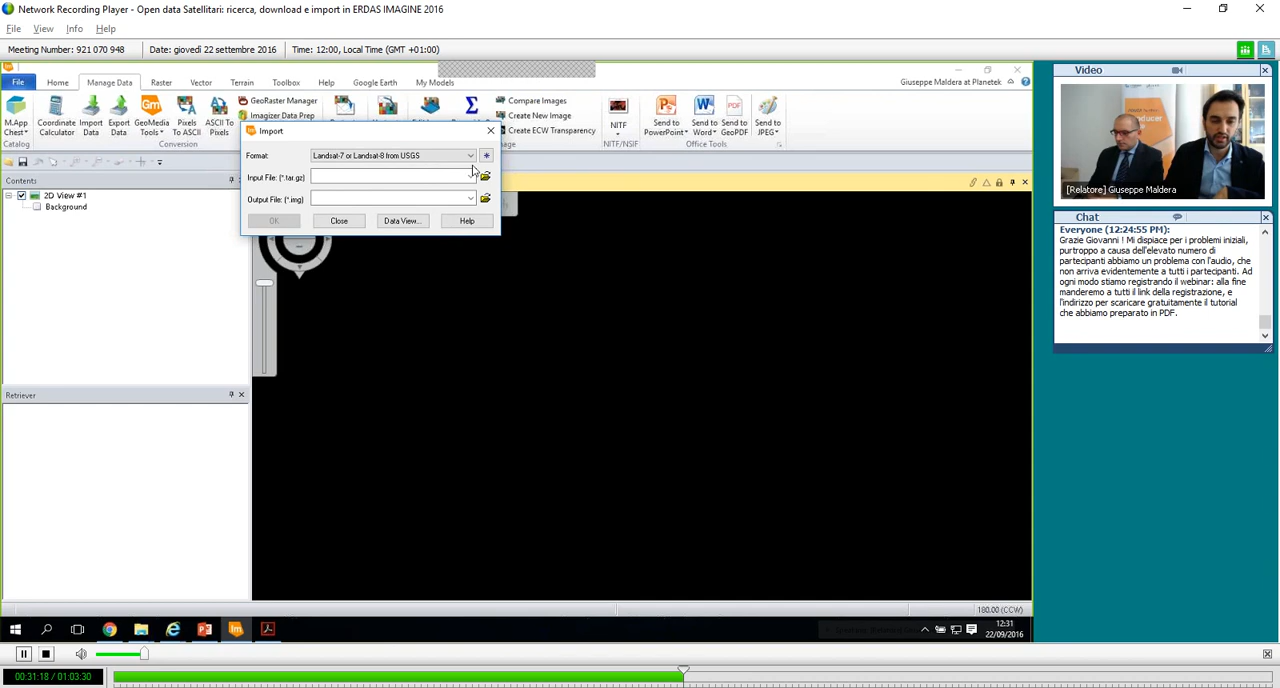 Network Recording Player - Open data Satellitari: ricerca, download e import in ERDAS IMAGINE 2016
File View Info Help
Meeting Number: 921 070 948 Date: giovedì 22 settembre 2016 Time: 12:00, Local Time (GMT +01:00)
File Home Manage Data Raster Vector Terrain Toolbox Help Google Earth My Models Giuseppe Maldera at Planetek
GeoRaster Manager
Imagizer Data Prep
Compare Images
Create New Image
Create ECW Transparency
M.App Chest
Coordinate Calculator
Import Data
Export Data
GeoMedia Tools
Pixels To ASCII
ASCII To Pixels
NITF
Send to PowerPoint
Send to Word
Send to GeoPDF
Send to JPEG
Catalog Conversion NITF/NSIF Office Tools
Import
Format: Landsat-7 or Landsat-8 from USGS
Input File: (*.tar.gz)
Output File: (*.img)
OK Close Data View... Help
Contents
2D View #1
Background
Retriever
180.00 (CCW)
12:31
22/09/2016
Video
Producer
[Relatore] Giuseppe Maldera
Chat
Everyone (12:24:55 PM):
Grazie Giovanni ! Mi dispiace per i problemi iniziali,
purtroppo a causa dell'elevato numero di
partecipanti abbiamo un problema con l'audio, che
non arriva evidentemente a tutti i partecipanti. Ad
ogni modo stiamo registrando il webinar: alla fine
manderemo a tutti il link della registrazione, e
l'indirizzo per scaricare gratuitamente il tutorial
che abbiamo preparato in PDF.
00:31:18 / 01:03:30